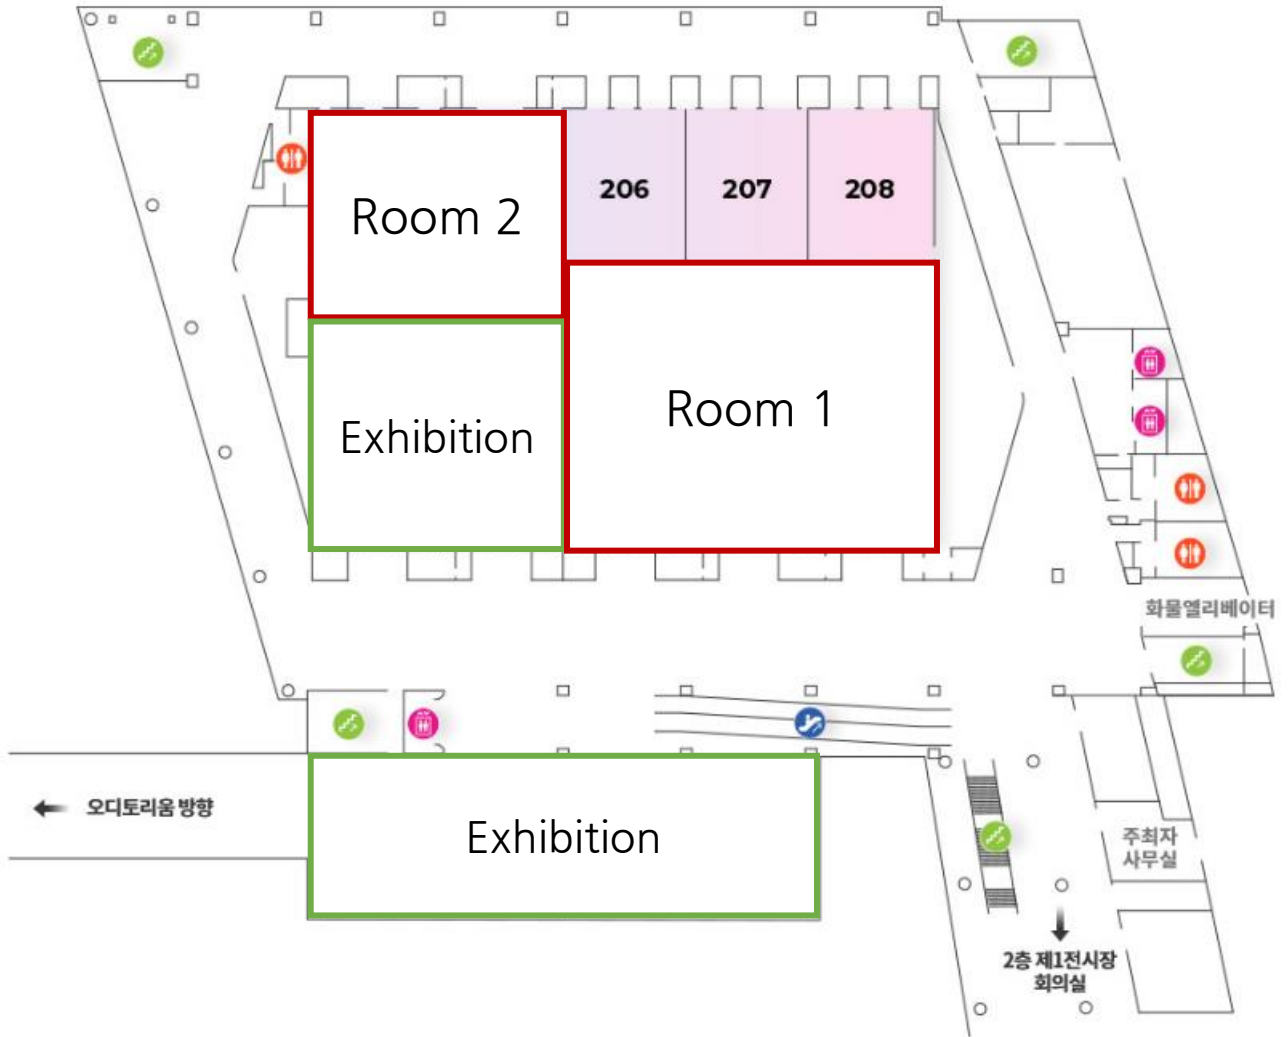 206
207
208
Room 2
Room 1
Exhibition
화물엘리베이터
오디토리움 방향
Exhibition
주최자
사무실
2층 제1전시장
회의실